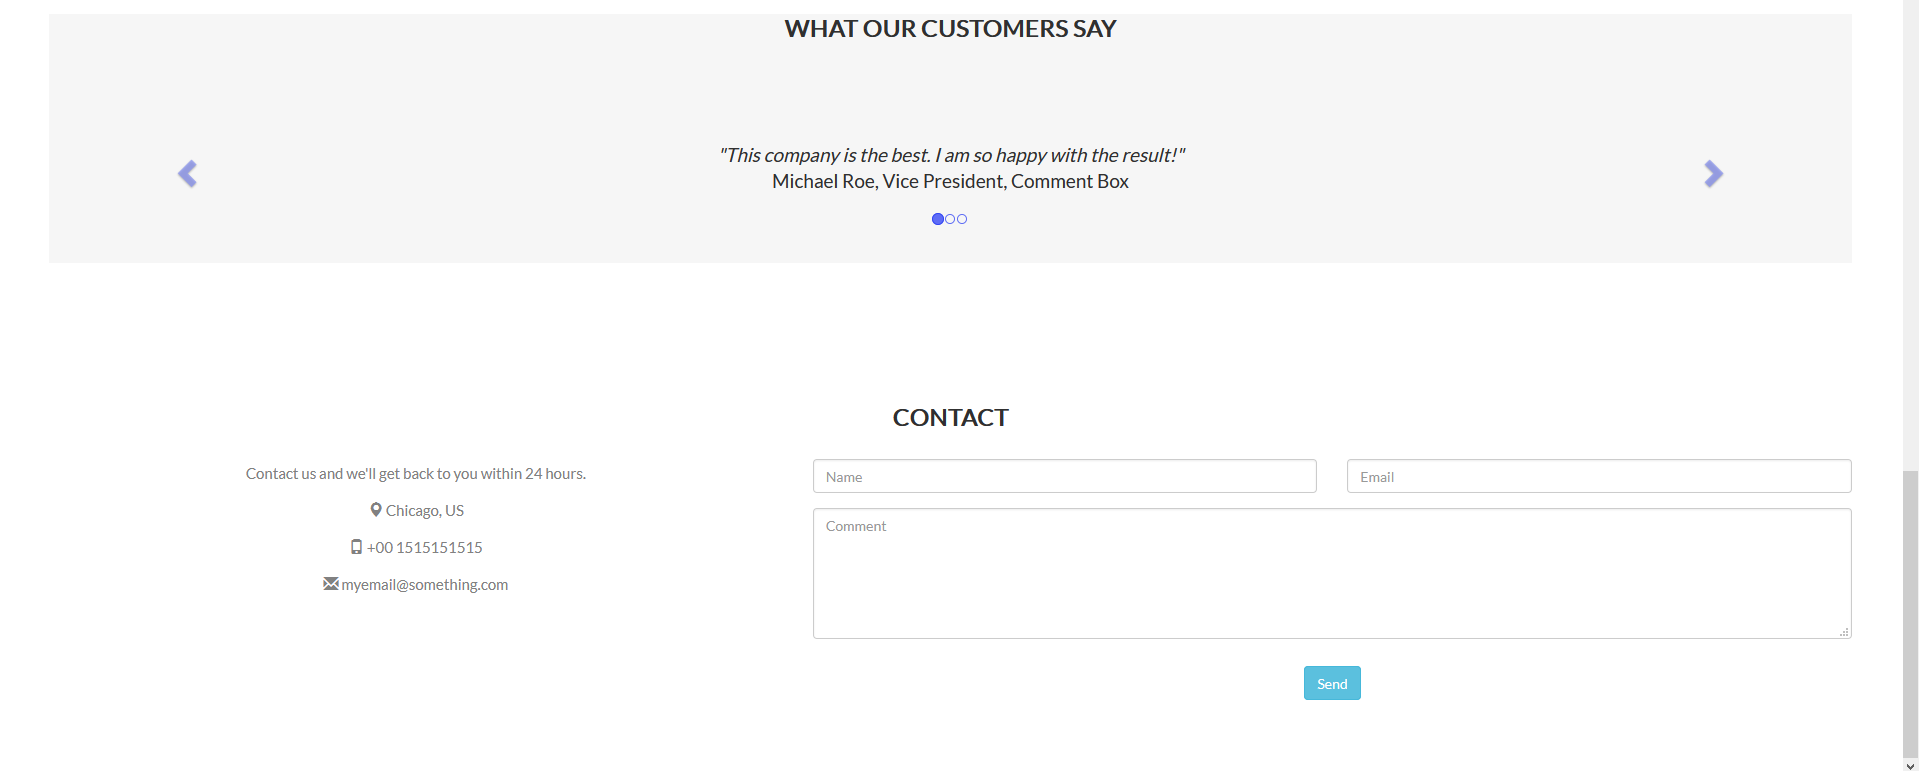 WHAT OUR CUSTOMERS SAY
"This company is the best. I am so happy with the result!"
Michael Roe, Vice President, Comment Box
CONTACT
Contact us and we'll get back to you within 24 hours.
Chicago, US
+00 1515151515
myemail@something.com
Name
Email
Comment
Send